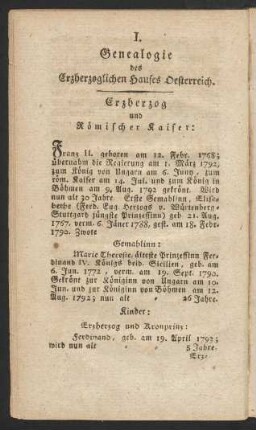 I.
Genealogie
des
Erzherzoglichen Hauses Oesterreich.
Erzherzog
und
Römischer Kaiser:
Franz II. geboren am 12. Febr. 1768;
übernahm die Regierung am 1. März 1792,
zum König von Ungarn am 6. Juny, zum
röm. Kaiser am 14. Jul. und zum König in
Böhmen am 9. Aug. 1792 gekrönt. Wird
nun alt 30 Jahre. Erste Gemahlinn, Elisa-
bethe (Ferd. Eug. Herzogs v. Würtenberg-
Stuttgard jüngste Prinzessinn) geb. 21. Aug.
1767. verm. 6. Jäner 1788, gest. am 18. Febr.
1790. Zwote
Gemahlinn:
Marie Therese, älteste Prinzessinn Fer-
dinand IV. Königs beid. Sicilien, geb. am
6. Jun. 1772, verm. am 19. Sept. 1790.
Gekrönt zur Königinn von Ungarn am 10.
Jun. und zur Königinn von Böhmen am 12.
Aug. 1792; nun alt 26 Jahre.
Kinder:
Erzherzog und Kronprinz:
Ferdinand, geb. am 19. April 1793;
wird nun alt 5 Jahre.
Erz-